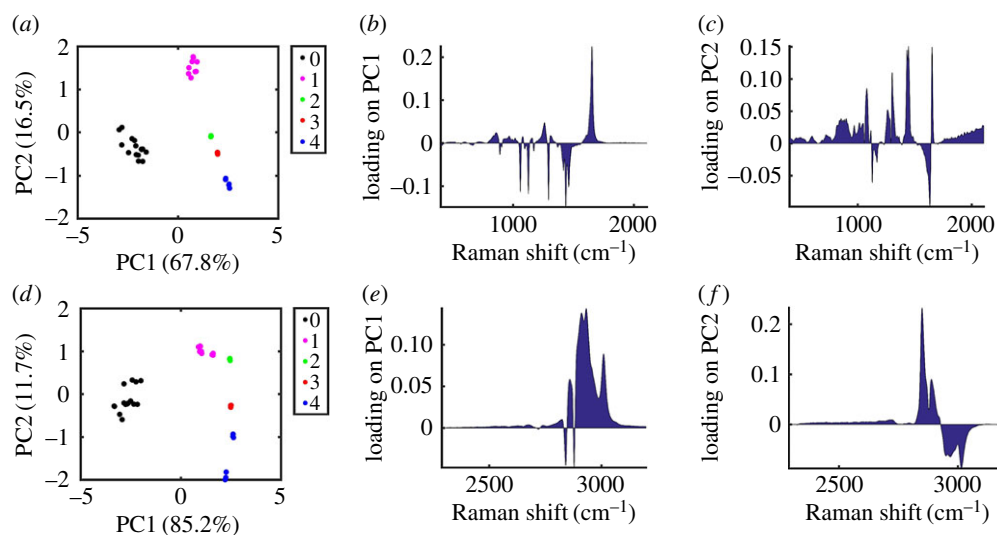 (a)
2
1
0
−1
−2
−5
0
5
PC2 (16.5%)
PC1 (67.8%)
0
1
2
3
4
(b)
0.2
0.1
0
−0.1
1000
2000
loading on PC1
Raman shift (cm⁻¹)
(c)
0.15
0.10
0.05
0
−0.05
1000
2000
loading on PC2
Raman shift (cm⁻¹)
(d)
2
1
0
−1
−2
−5
0
5
PC2 (11.7%)
PC1 (85.2%)
0
1
2
3
4
(e)
0.10
0.05
0
2500
3000
loading on PC1
Raman shift (cm⁻¹)
(f)
0.2
0.1
0
2500
3000
loading on PC2
Raman shift (cm⁻¹)